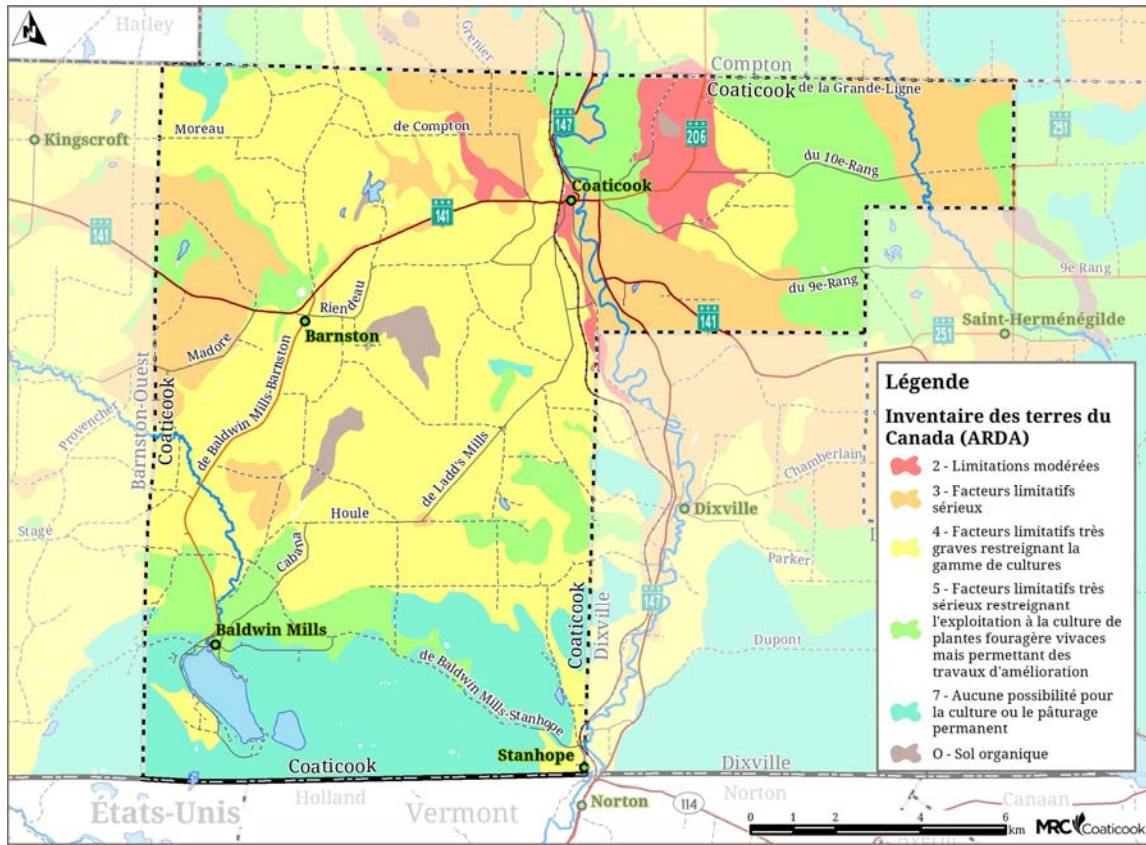 N
Hatley
Grenier
Compton
Coaticook
de la Grande-Ligne
147
206
251
Kingscroft
Moreau
de Compton
du 10e-Rang
Coaticook
141
141
9e Rang
du 9e-Rang
Riendeau
Barnston
141
251
Saint-Herménégilde
Madore
Barnston-Ouest
Coaticook
Provencher
de Baldwin Mills-Barnston
de Ladd's Mills
Chamberlain
Stage
Houle
Dixville
Cabana
Parker
147
Coaticook
Dixville
Baldwin Mills
Dupont
de Baldwin Mills-Stanhope
Stanhope
Coaticook
Dixville
Holland
Norton
Canaan
États-Unis
Vermont
Norton
114
Légende
Inventaire des terres du
Canada (ARDA)
2 - Limitations modérées
3 - Facteurs limitatifs
sérieux
4 - Facteurs limitatifs très
graves restreignant la
gamme de cultures
5 - Facteurs limitatifs très
sérieux restreignant
l'exploitation à la culture de
plantes fouragère vivaces
mais permettant des
travaux d'amélioration
7 - Aucune possibilité pour
la culture ou le pâturage
permanent
O - Sol organique
0 1 2 4 6
km
MRC Coaticook